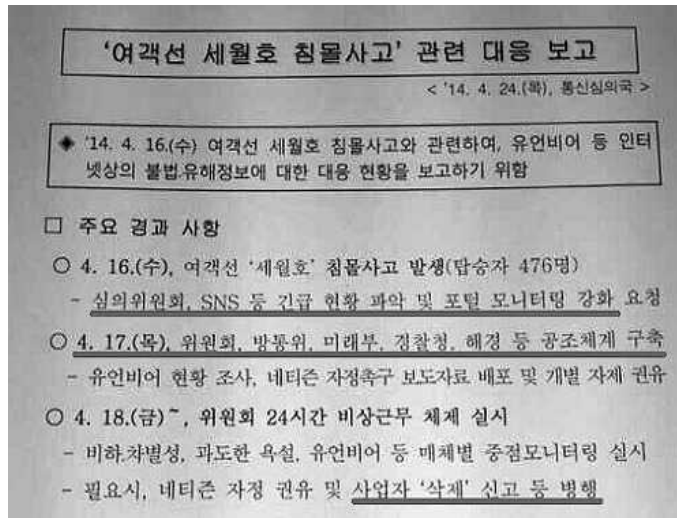 ‘여객선 세월호 침몰사고’ 관련 대응 보고
< ’14. 4. 24.(목), 통신심의국 >
◈ ’14. 4. 16.(수) 여객선 세월호 침몰사고와 관련하여, 유언비어 등 인터
넷상의 불법.유해정보에 대한 대응 현황을 보고하기 위함
□ 주요 경과 사항
○ 4. 16.(수), 여객선 ‘세월호’ 침몰사고 발생(탑승자 476명)
- 심의위원회, SNS 등 긴급 현황 파악 및 포털 모니터링 강화 요청
○ 4. 17.(목), 위원회, 방통위, 미래부, 경찰청, 해경 등 공조체계 구축
- 유언비어 현황 조사, 네티즌 자정촉구 보도자료 배포 및 개별 자제 권유
○ 4. 18.(금)~, 위원회 24시간 비상근무 체제 실시
- 비하.차별성, 과도한 욕설, 유언비어 등 매체별 중점모니터링 실시
- 필요시, 네티즌 자정 권유 및 사업자 ‘삭제’ 신고 등 병행